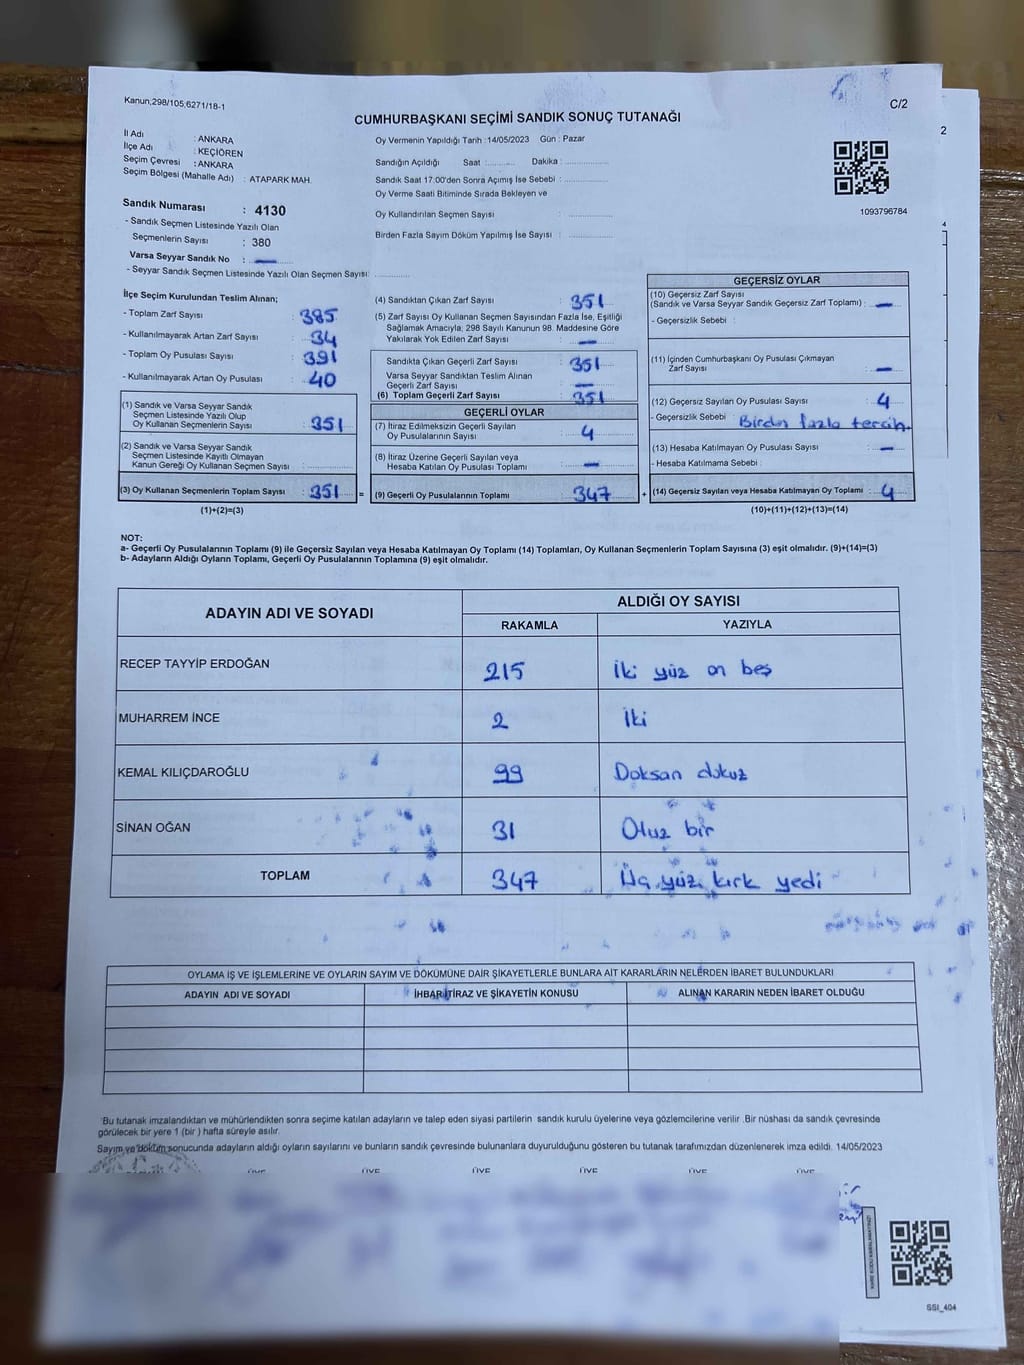 Kanun;298/105;6271/18-1
C/2
CUMHURBAŞKANI SEÇİMİ SANDIK SONUÇ TUTANAĞI
2
İl Adı : ANKARA
İlçe Adı : KEÇİÖREN
Seçim Çevresi : ANKARA
Seçim Bölgesi (Mahalle Adı) : ATAPARK MAH.
Sandık Numarası : 4130
- Sandık Seçmen Listesinde Yazılı Olan
Seçmenlerin Sayısı : 380
Varsa Seyyar Sandık No : —
- Seyyar Sandık Seçmen Listesinde Yazılı Olan Seçmen Sayısı: ............
Oy Vermenin Yapıldığı Tarih : 14/05/2023 Gün : Pazar
Sandığın Açıldığı Saat :.......... Dakika : ................
Sandık Saat 17:00'den Sonra Açımış İse Sebebi : ................
Oy Verme Saati Bitiminde Sırada Bekleyen ve
Oy Kullandırılan Seçmen Sayısı : ................
Birden Fazla Sayım Döküm Yapılmış İse Sayısı : ................
1093796784
4
İlçe Seçim Kurulundan Teslim Alınan;
- Toplam Zarf Sayısı : 385
- Kullanılmayarak Artan Zarf Sayısı : 34
- Toplam Oy Pusulası Sayısı : 391
- Kullanılmayarak Artan Oy Pusulası : 40
(1) Sandık ve Varsa Seyyar Sandık
Seçmen Listesinde Yazılı Olup
Oy Kullanan Seçmenlerin Sayısı : 351
(2) Sandık ve Varsa Seyyar Sandık
Seçmen Listesinde Kayıtlı Olmayan
Kanun Gereği Oy Kullanan Seçmen Sayısı : ............
(3) Oy Kullanan Seçmenlerin Toplam Sayısı : 351 =
(1)+(2)=(3)
(4) Sandıktan Çıkan Zarf Sayısı : 351
(5) Zarf Sayısı Oy Kullanan Seçmen Sayısından Fazla İse, Eşitliği
Sağlamak Amacıyla; 298 Sayılı Kanunun 98. Maddesine Göre
Yakılarak Yok Edilen Zarf Sayısı : —
Sandıkta Çıkan Geçerli Zarf Sayısı : 351
Varsa Seyyar Sandıktan Teslim Alınan
Geçerli Zarf Sayısı : —
(6) Toplam Geçerli Zarf Sayısı : 351
GEÇERLİ OYLAR
(7) İtiraz Edilmeksizin Geçerli Sayılan
Oy Pusulalarının Sayısı : 4
(8) İtiraz Üzerine Geçerli Sayılan veya
Hesaba Katılan Oy Pusulası Toplamı : —
(9) Geçerli Oy Pusulalarının Toplamı : 347 +
GEÇERSİZ OYLAR
(10) Geçersiz Zarf Sayısı
(Sandık ve Varsa Seyyar Sandık Geçersiz Zarf Toplamı) : —
- Geçersizlik Sebebi :
(11) İçinden Cumhurbaşkanı Oy Pusulası Çıkmayan
Zarf Sayısı : —
(12) Geçersiz Sayılan Oy Pusulası Sayısı : 4
- Geçersizlik Sebebi : Birden fazla tercih.
(13) Hesaba Katılmayan Oy Pusulası Sayısı : —
- Hesaba Katılmama Sebebi :
(14) Geçersiz Sayılan veya Hesaba Katılmayan Oy Toplamı : 4
(10)+(11)+(12)+(13)=(14)
NOT:
a- Geçerli Oy Pusulalarının Toplamı (9) ile Geçersiz Sayılan veya Hesaba Katılmayan Oy Toplamı (14) Toplamları, Oy Kullanan Seçmenlerin Toplam Sayısına (3) eşit olmalıdır. (9)+(14)=(3)
b- Adayların Aldığı Oyların Toplamı, Geçerli Oy Pusulalarının Toplamına (9) eşit olmalıdır.
ADAYIN ADI VE SOYADI ALDIĞI OY SAYISI
RAKAMLA YAZIYLA
RECEP TAYYİP ERDOĞAN 215 İki yüz on beş
MUHARREM İNCE 2 İki
KEMAL KILIÇDAROĞLU 99 Doksan dokuz
SİNAN OĞAN 31 Otuz bir
TOPLAM 347 Üç yüz kırk yedi
OYLAMA İŞ VE İŞLEMLERİNE VE OYLARIN SAYIM VE DÖKÜMÜNE DAİR ŞİKAYETLERLE BUNLARA AİT KARARLARIN NELERDEN İBARET BULUNDUKLARI
ADAYIN ADI VE SOYADI İHBAR İTİRAZ VE ŞİKAYETİN KONUSU ALINAN KARARIN NEDEN İBARET OLDUĞU
Bu tutanak imzalandıktan ve mühürlendikten sonra seçime katılan adayların ve talep eden siyasi partilerin sandık kurulu üyelerine veya gözlemcilerine verilir. Bir nüshası da sandık çevresinde
görülecek bir yere 1 (bir) hafta süreyle asılır.
Sayım ve döküm sonucunda adayların aldığı oyların sayılarını ve bunların sandık çevresinde bulunanlara duyurulduğunu gösteren bu tutanak tarafımızdan düzenlenerek imza edildi. 14/05/2023
ÜYE ÜYE ÜYE ÜYE ÜYE ÜYE
SSI_404